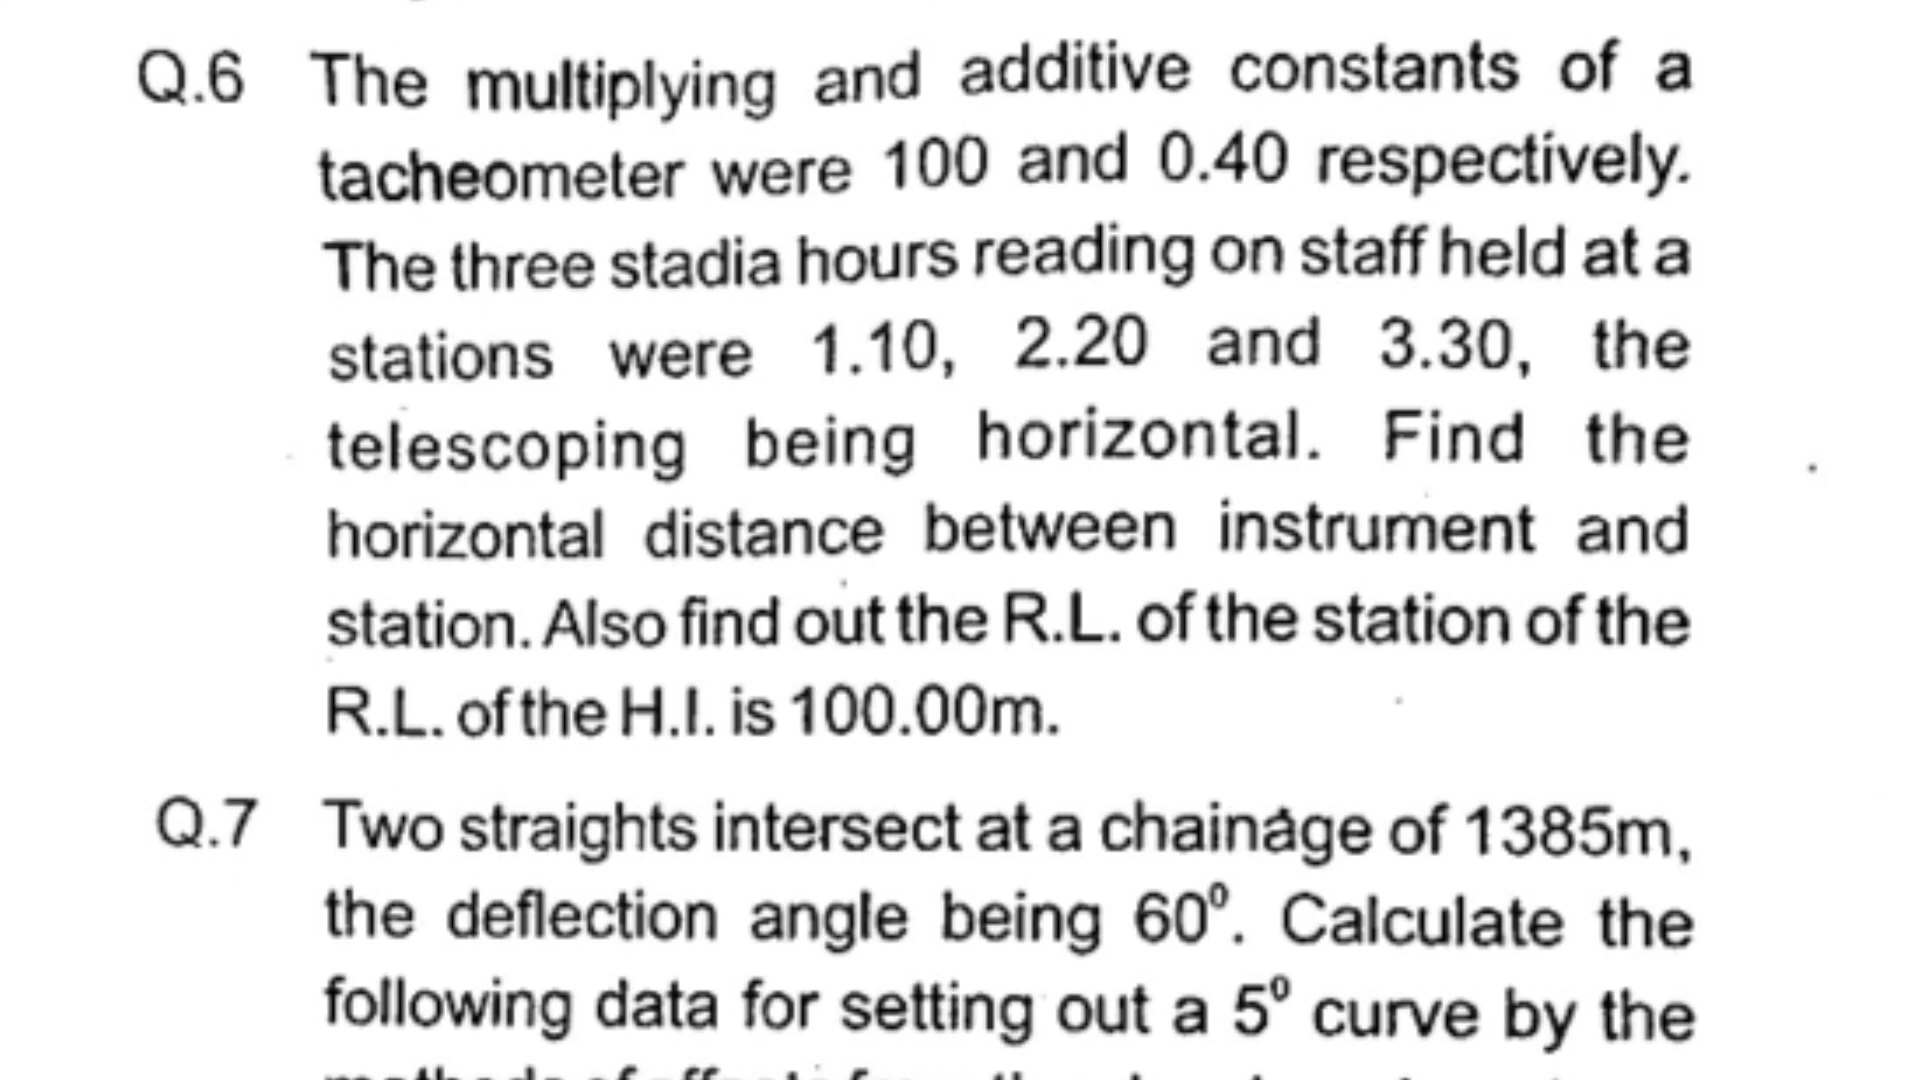 Q.6 The multiplying and additive constants of a
tacheometer were 100 and 0.40 respectively.
The three stadia hours reading on staff held at a
stations were 1.10, 2.20 and 3.30, the
telescoping being horizontal. Find the
horizontal distance between instrument and
station. Also find out the R.L. of the station of the
R.L. of the H.I. is 100.00m.
Q.7 Two straights intersect at a chainage of 1385m,
the deflection angle being 60⁰. Calculate the
following data for setting out a 5⁰ curve by the